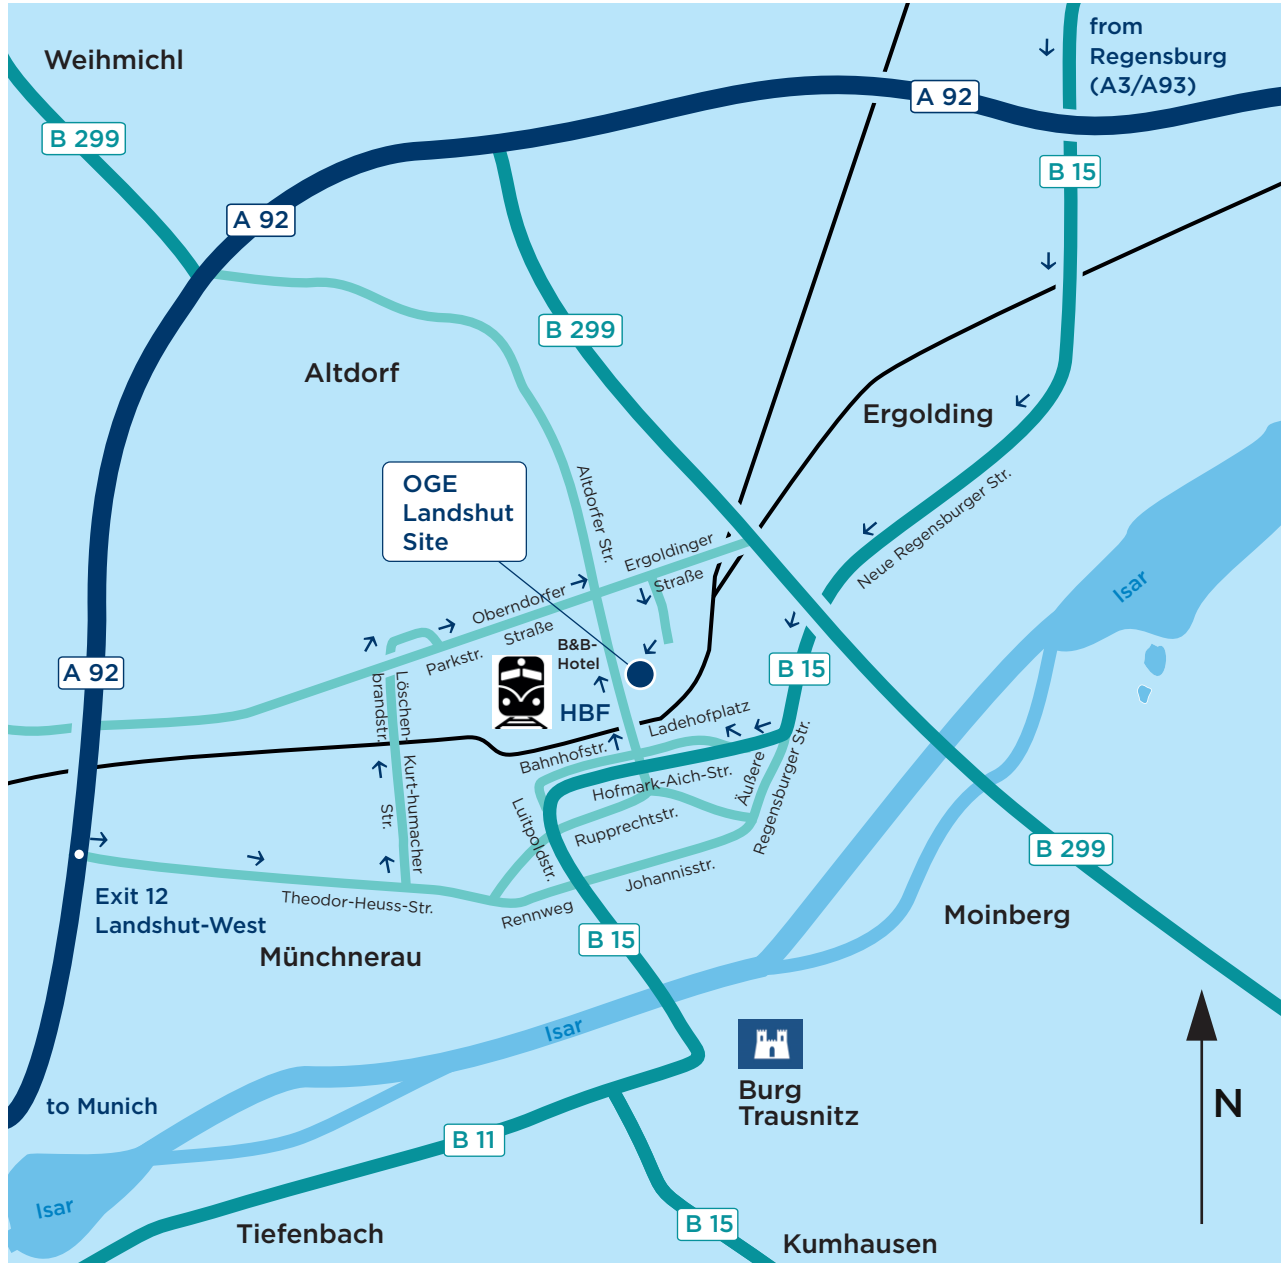 from
Regensburg
(A3/A93)
Weihmichl
A 92
B 299
B 15
A 92
B 299
Altdorf
Ergolding
OGE
Landshut
Site
Altdorfer Str.
Neue Regensburger Str.
Ergoldinger
Straße
Isar
Oberndorfer
Straße
B&B-
Hotel
Parkstr.
A 92
B 15
Löschen-
brandstr.
HBF
Ladehofplatz
Bahnhofstr.
Hofmark-Aich-Str.
Äußere
Regensburger Str.
Kurt-humacher
Str.
Luitpoldstr.
Rupprechtstr.
B 299
Johannisstr.
Exit 12
Landshut-West
Theodor-Heuss-Str.
Rennweg
Moinberg
B 15
Münchnerau
Isar
Burg
Trausnitz
to Munich
N
B 11
Isar
B 15
Tiefenbach
Kumhausen